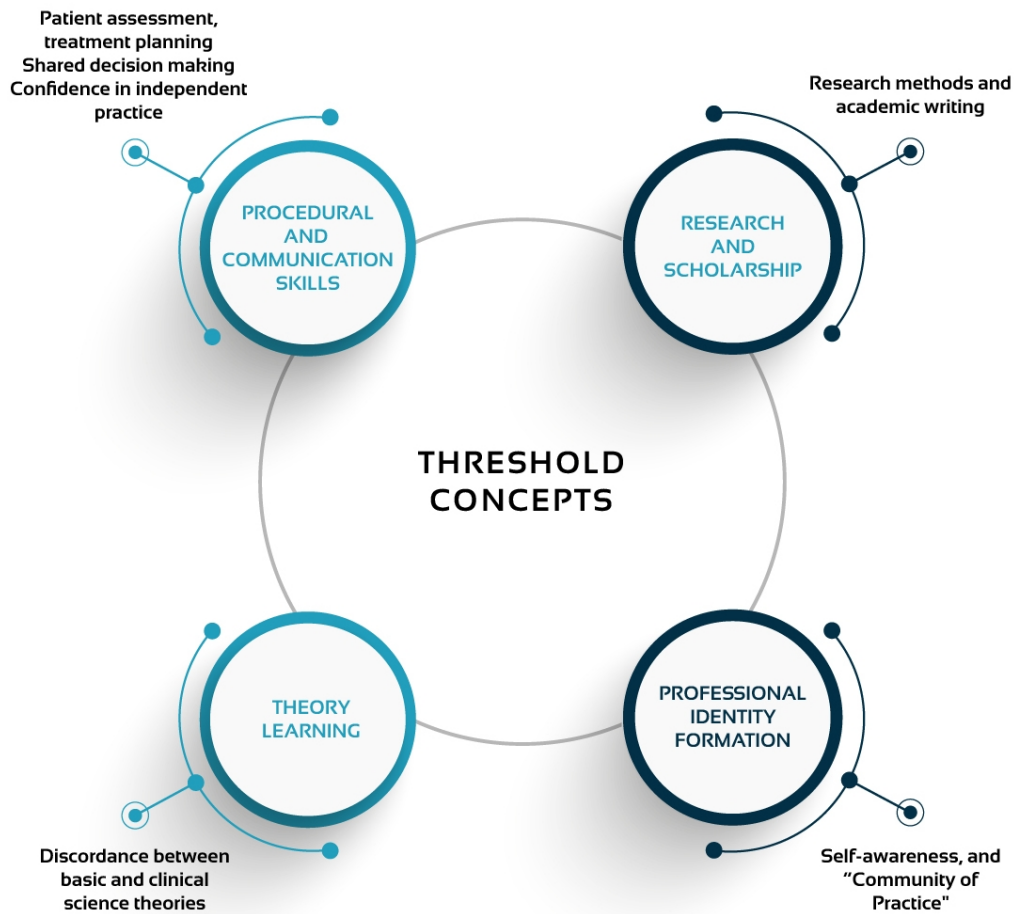 Patient assessment,
treatment planning
Shared decision making
Confidence in independent
practice
Research methods and
academic writing
PROCEDURAL
AND
COMMUNICATION
SKILLS
RESEARCH
AND
SCHOLARSHIP
THRESHOLD
CONCEPTS
THEORY
LEARNING
PROFESSIONAL
IDENTITY
FORMATION
Discordance between
basic and clinical
science theories
Self-awareness, and
“Community of
Practice"